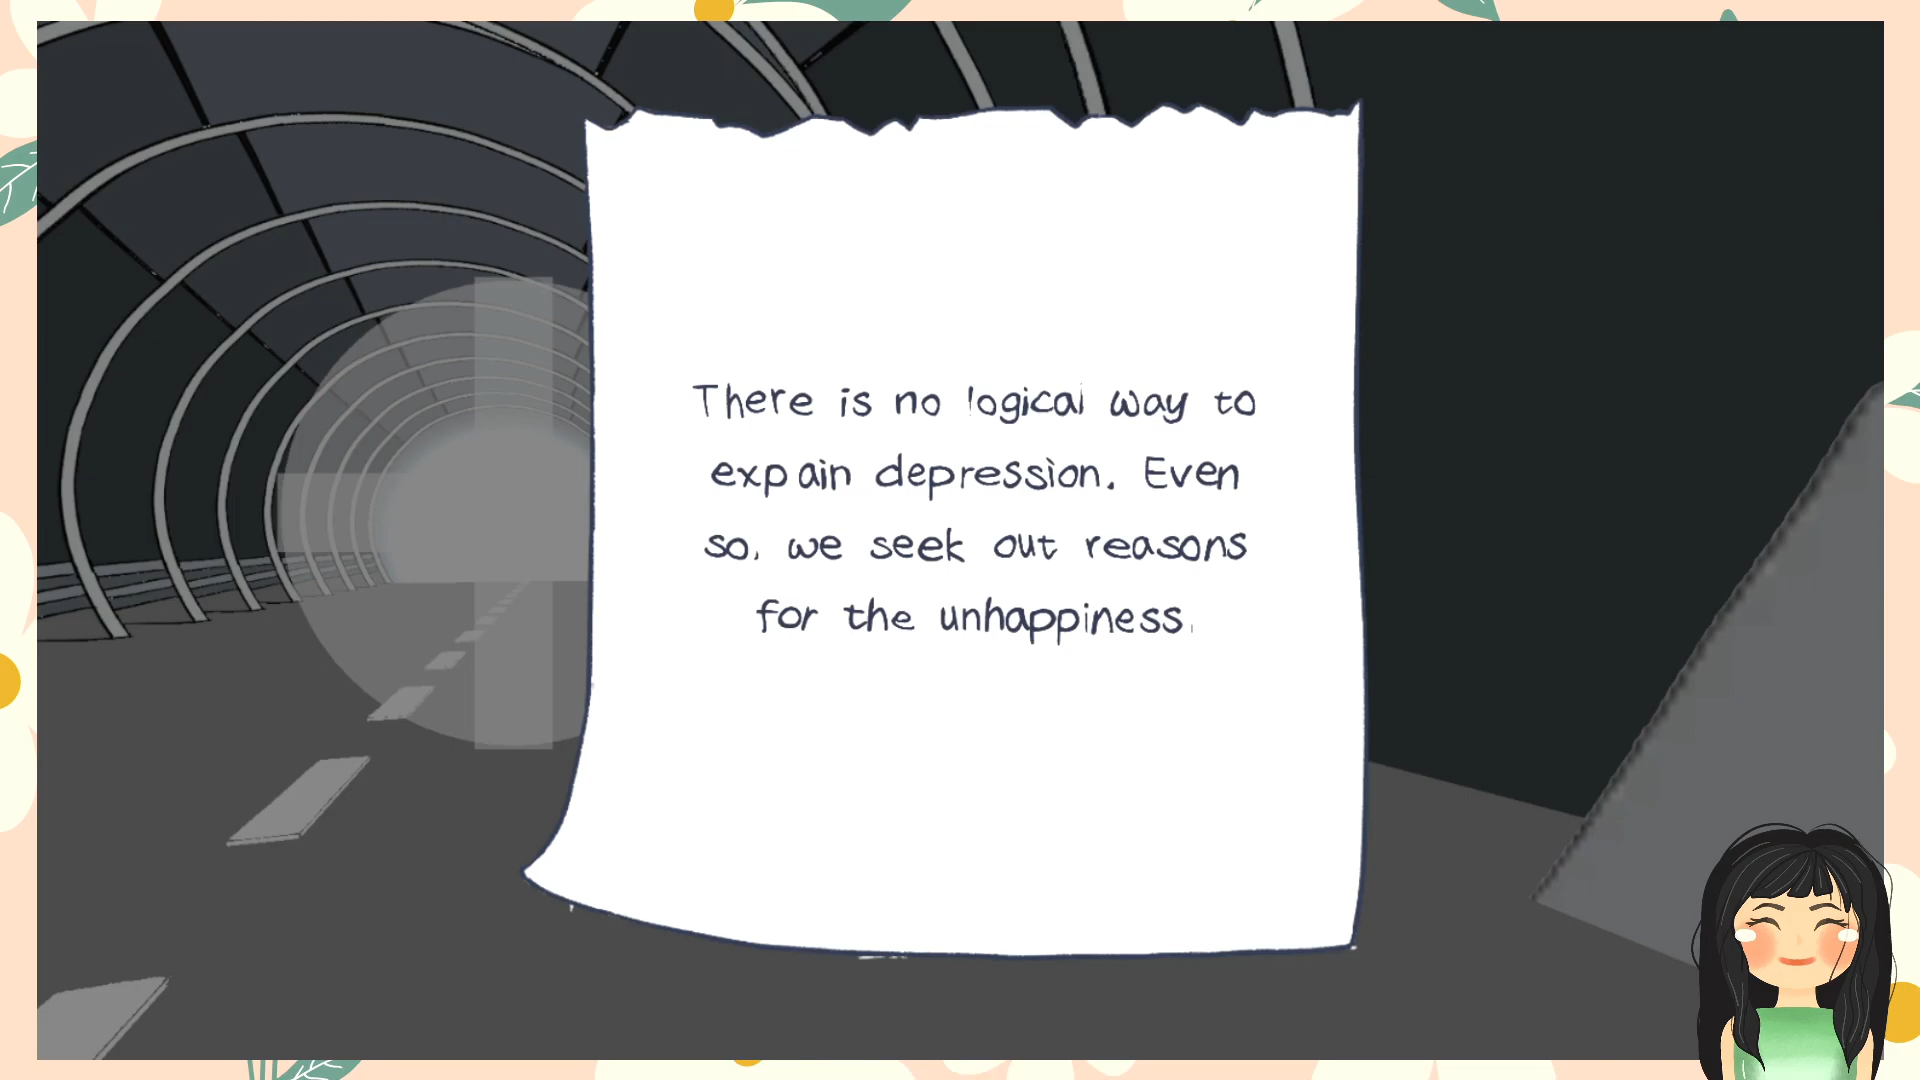 There is no logical way to
expain depression. Even
so, we seek out reasons
for the unhappiness.